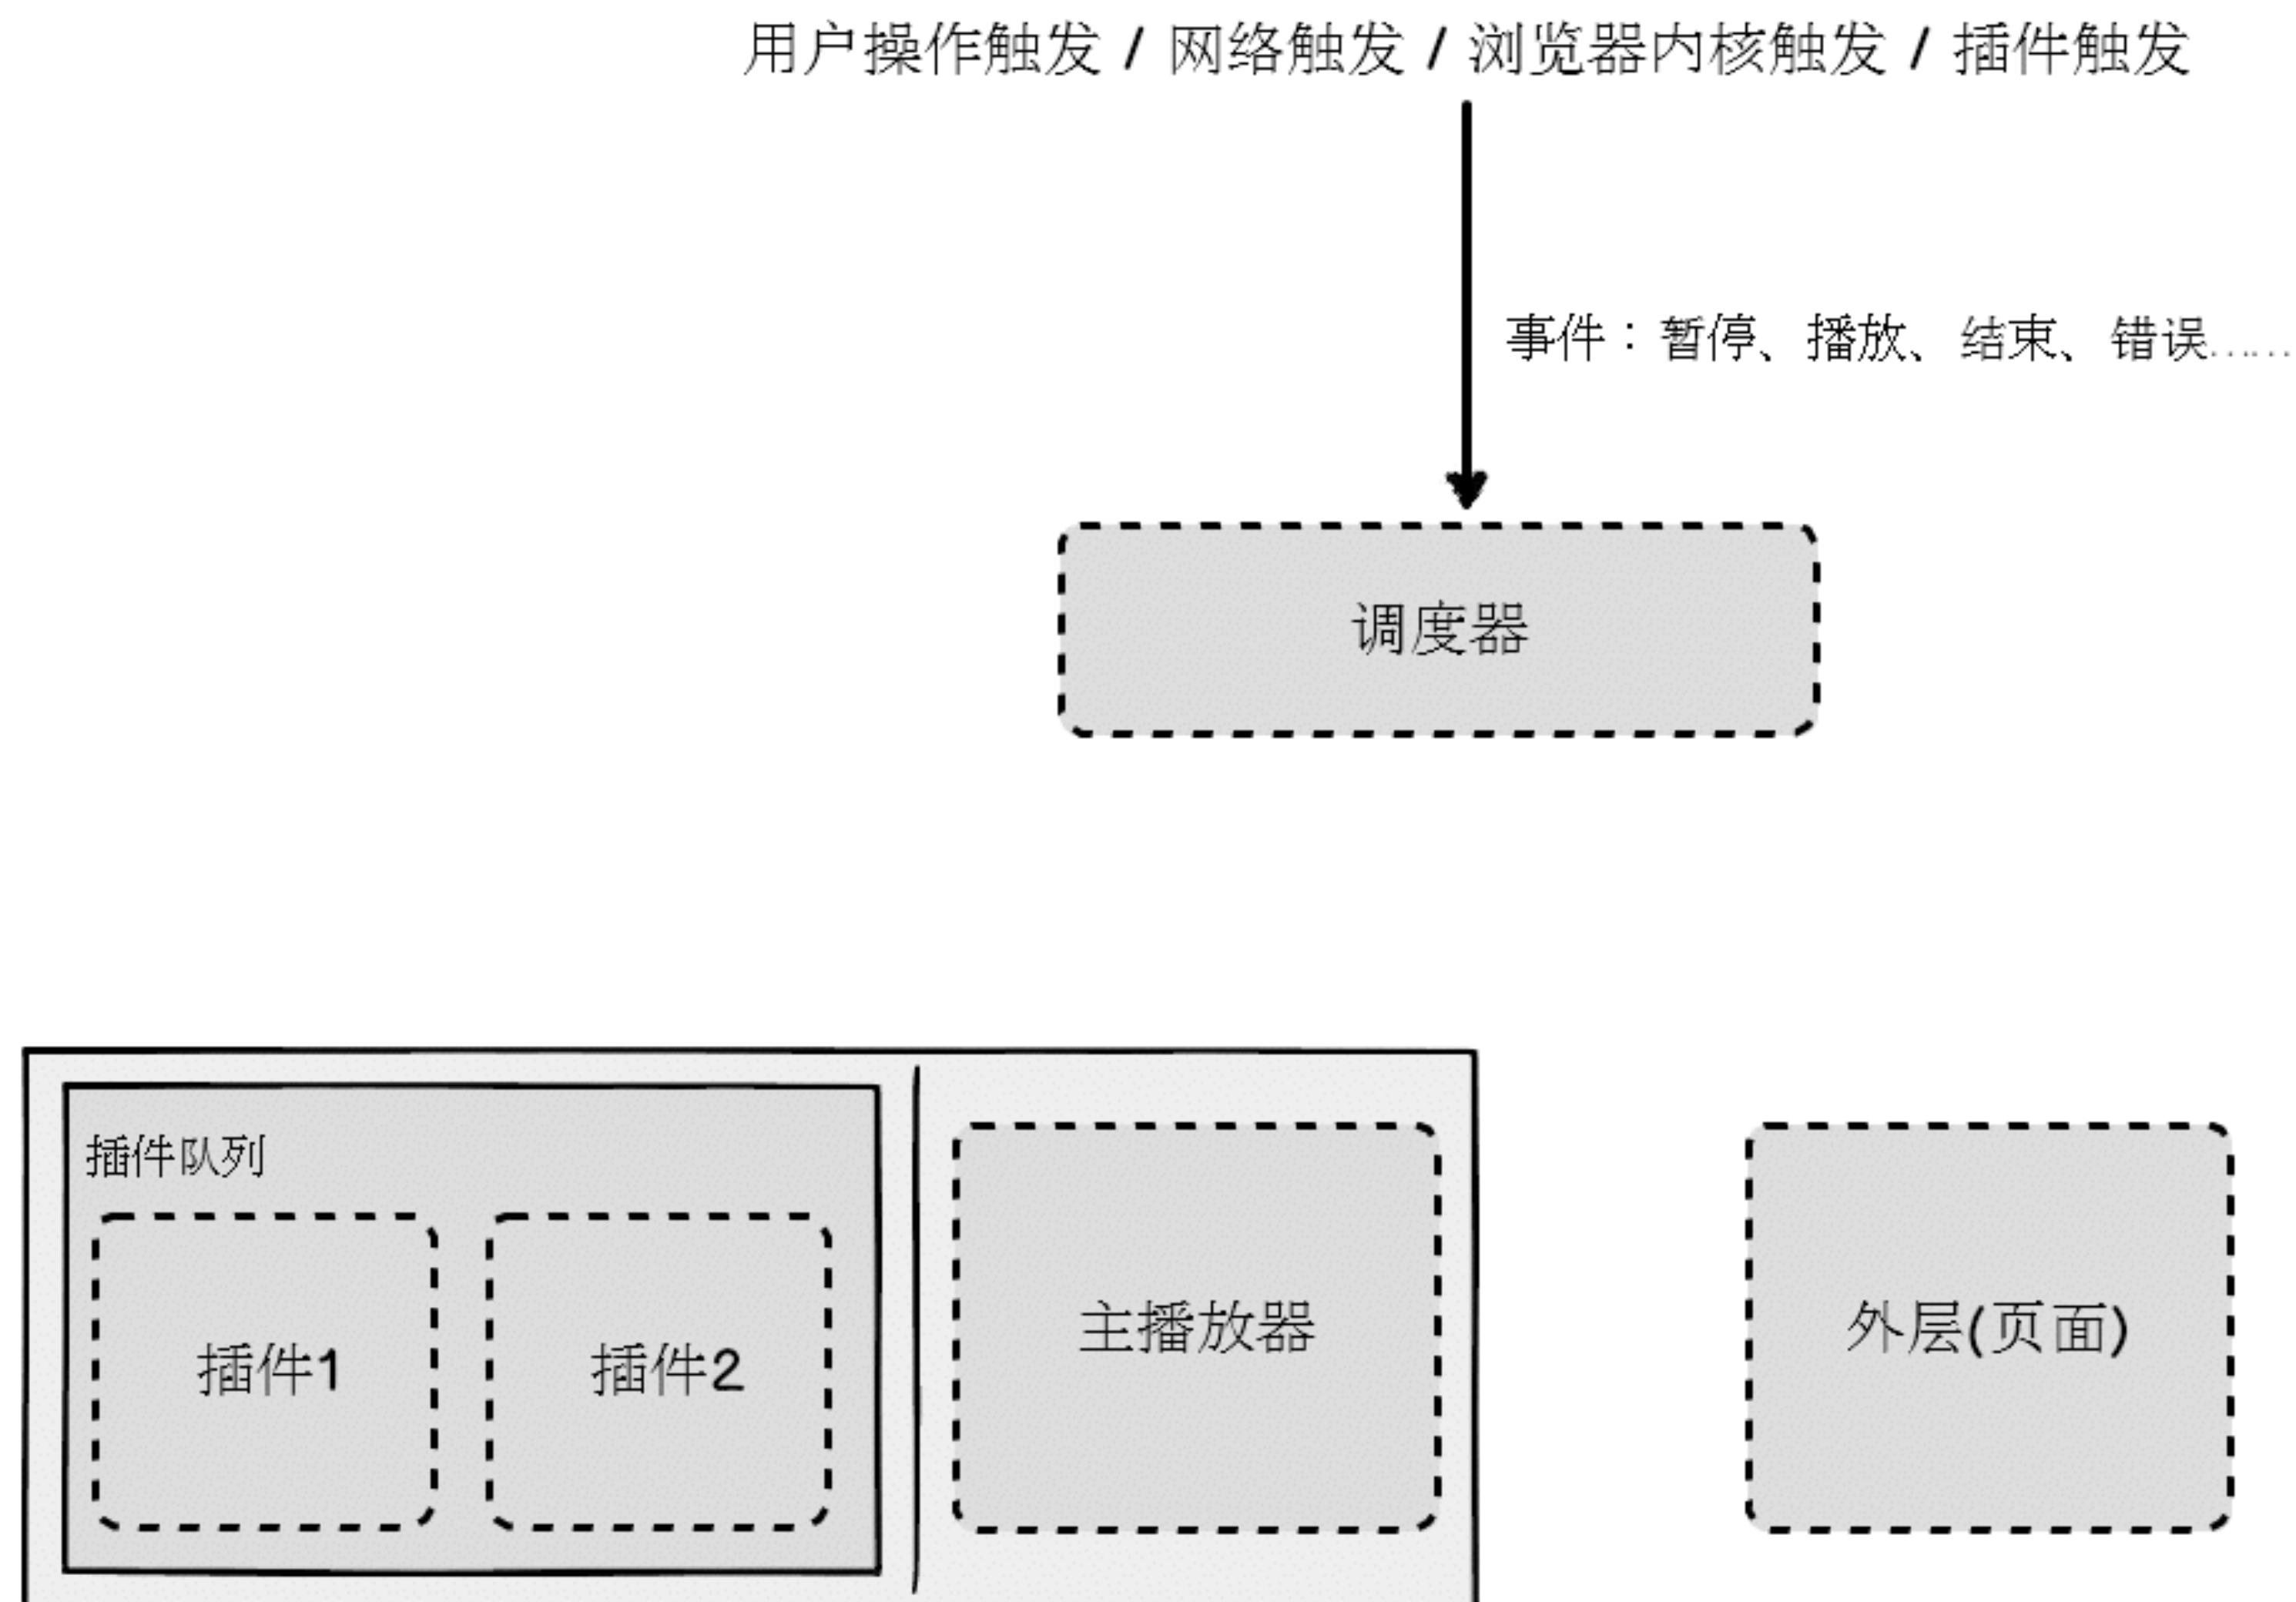 用户操作触发 / 网络触发 / 浏览器内核触发 / 插件触发
事件：暂停、播放、结束、错误......
调度器
插件队列
插件1
插件2
主播放器
外层(页面)